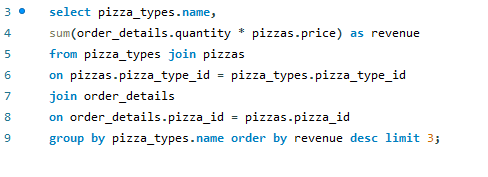 3 select pizza_types.name,
4 sum(order_details.quantity * pizzas.price) as revenue
5 from pizza_types join pizzas
6 on pizzas.pizza_type_id = pizza_types.pizza_type_id
7 join order_details
8 on order_details.pizza_id = pizzas.pizza_id
9 group by pizza_types.name order by revenue desc limit 3;